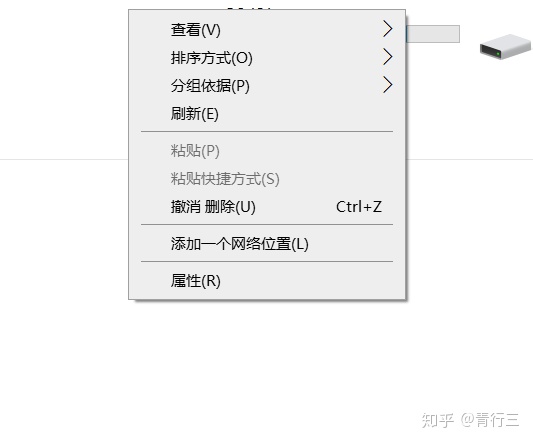 查看(V)
排序方式(O)
分组依据(P)
刷新(E)
粘贴(P)
粘贴快捷方式(S)
撤消 删除(U) Ctrl+Z
添加一个网络位置(L)
属性(R)
知乎 @青行三